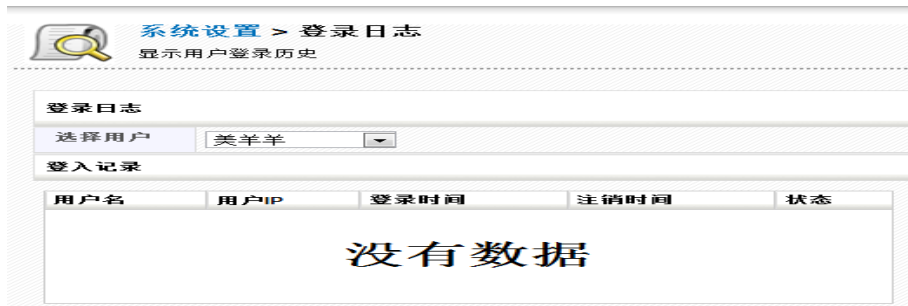 系统设置 > 登录日志
显示用户登录历史
登录日志
选择用户 美羊羊
登入记录
用户名 用户IP 登录时间 注销时间 状态
没有数据